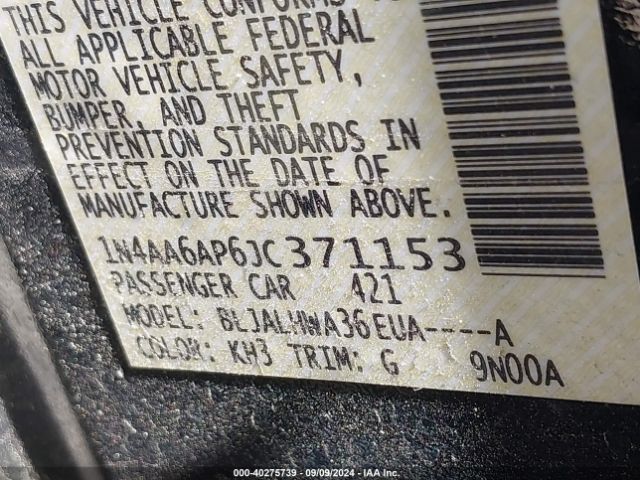 THIS VEHICLE CONFORMS
ALL APPLICABLE FEDERAL
MOTOR VEHICLE SAFETY,
BUMPER, AND THEFT
PREVENTION STANDARDS IN
EFFECT ON THE DATE OF
MANUFACTURE SHOWN ABOVE.
1N4AA6AP6JC371153
PASSENGER CAR 421
MODEL: BLJALHWA36EUA----A
COLOR: KH3 TRIM: G 9N00A
000-40275739 - 09/09/2024 - IAA Inc.